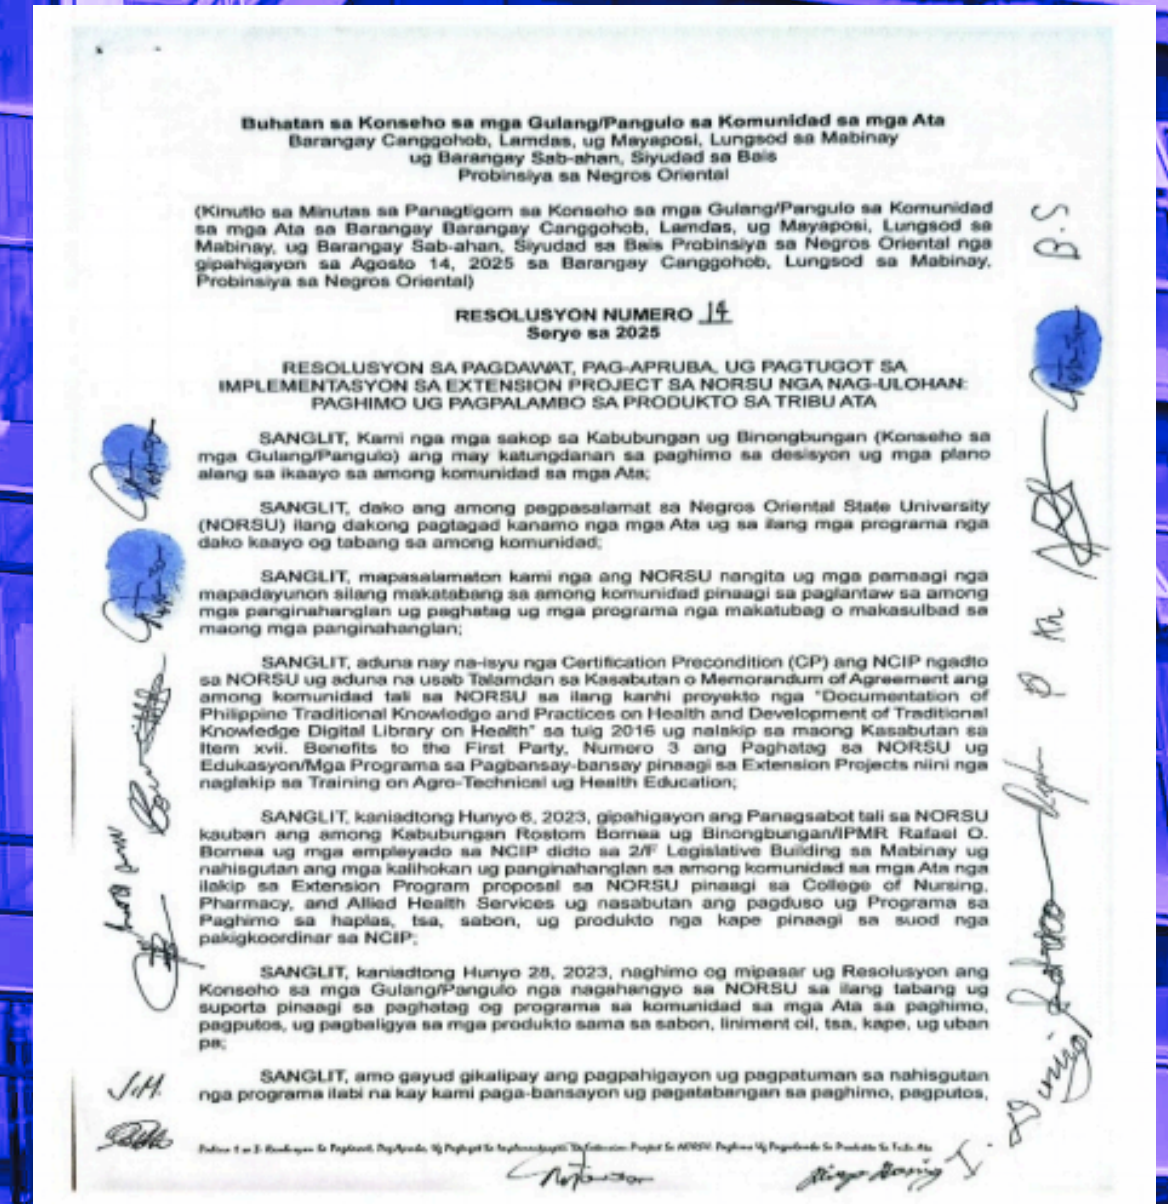 Buhatan sa Konseho sa mga Gulang/Pangulo sa Komunidad sa mga Ata
Barangay Canggohob, Lamdas, ug Mayaposi, Lungsod sa Mabinay
ug Barangay Sab-ahan, Siyudad sa Bais
Probinsiya sa Negros Oriental
(Kinutlo sa Minutas sa Panagtigom sa Konseho sa mga Gulang/Pangulo sa Komunidad
sa mga Ata sa Barangay Barangay Canggohob, Lamdas, ug Mayaposi, Lungsod sa
Mabinay, ug Barangay Sab-ahan, Siyudad sa Bais Probinsiya sa Negros Oriental nga
gipahigayon sa Agosto 14, 2025 sa Barangay Canggohob, Lungsod sa Mabinay,
Probinsiya sa Negros Oriental)
RESOLUSYON NUMERO 14
Serye sa 2025
RESOLUSYON SA PAGDAWAT, PAG-APRUBA, UG PAGTUGOT SA
IMPLEMENTASYON SA EXTENSION PROJECT SA NORSU NGA NAG-ULOHAN:
PAGHIMO UG PAGPALAMBO SA PRODUKTO SA TRIBU ATA
SANGLIT, Kami nga mga sakop sa Kabubungan ug Binongbungan (Konseho sa
mga Gulang/Pangulo) ang may katungdanan sa paghimo sa desisyon ug mga plano
alang sa ikaayo sa among komunidad sa mga Ata;
SANGLIT, dako ang among pagpasalamat sa Negros Oriental State University
(NORSU) ilang dakong pagtagad kanamo nga mga Ata ug sa ilang mga programa nga
dako kaayo og tabang sa among komunidad;
SANGLIT, mapasalamaton kami nga ang NORSU nangita ug mga pamaagi nga
mapadayunon silang makatabang sa among komunidad pinaagi sa paglantaw sa among
mga panginahanglan ug paghatag ug mga programa nga makatubag o makasulbad sa
maong mga panginahanglan;
SANGLIT, aduna nay na-isyu nga Certification Precondition (CP) ang NCIP ngadto
sa NORSU ug aduna na usab Talamdan sa Kasabutan o Memorandum of Agreement ang
among komunidad tali sa NORSU sa ilang kanhi proyekto nga "Documentation of
Philippine Traditional Knowledge and Practices on Health and Development of Traditional
Knowledge Digital Library on Health" sa tuig 2016 ug nalakip sa maong Kasabutan sa
Item xvii. Benefits to the First Party, Numero 3 ang Paghatag sa NORSU ug
Edukasyon/Mga Programa sa Pagbansay-bansay pinaagi sa Extension Projects niini nga
naglakip sa Training on Agro-Technical ug Health Education;
SANGLIT, kaniadtong Hunyo 6, 2023, gipahigayon ang Panagsabot tali sa NORSU
kauban ang among Kabubungan Rostom Bornea ug Binongbungan/IPMR Rafael O.
Bornea ug mga empleyado sa NCIP didto sa 2/F Legislative Building sa Mabinay ug
nahisgutan ang mga kalihokan ug panginahanglan sa among komunidad sa mga Ata nga
ilakip sa Extension Program proposal sa NORSU pinaagi sa College of Nursing,
Pharmacy, and Allied Health Services ug nasabutan ang pagduso ug Programa sa
Paghimo sa haplas, tsa, sabon, ug produkto nga kape pinaagi sa suod nga
pakigkoordinar sa NCIP;
SANGLIT, kaniadtong Hunyo 28, 2023, naghimo og mipasar ug Resolusyon ang
Konseho sa mga Gulang/Pangulo nga nagahangyo sa NORSU sa ilang tabang ug
suporta pinaagi sa paghatag og programa sa komunidad sa mga Ata sa paghimo,
pagputos, ug pagbaligya sa mga produkto sama sa sabon, liniment oil, tsa, kape, ug uban
pa;
SANGLIT, amo gayud gikalipay ang pagpahigayon ug pagpatuman sa nahisgutan
nga programa ilabi na kay kami paga-bansayon ug pagatabangan sa paghimo, pagputos,
B.S
J.M.